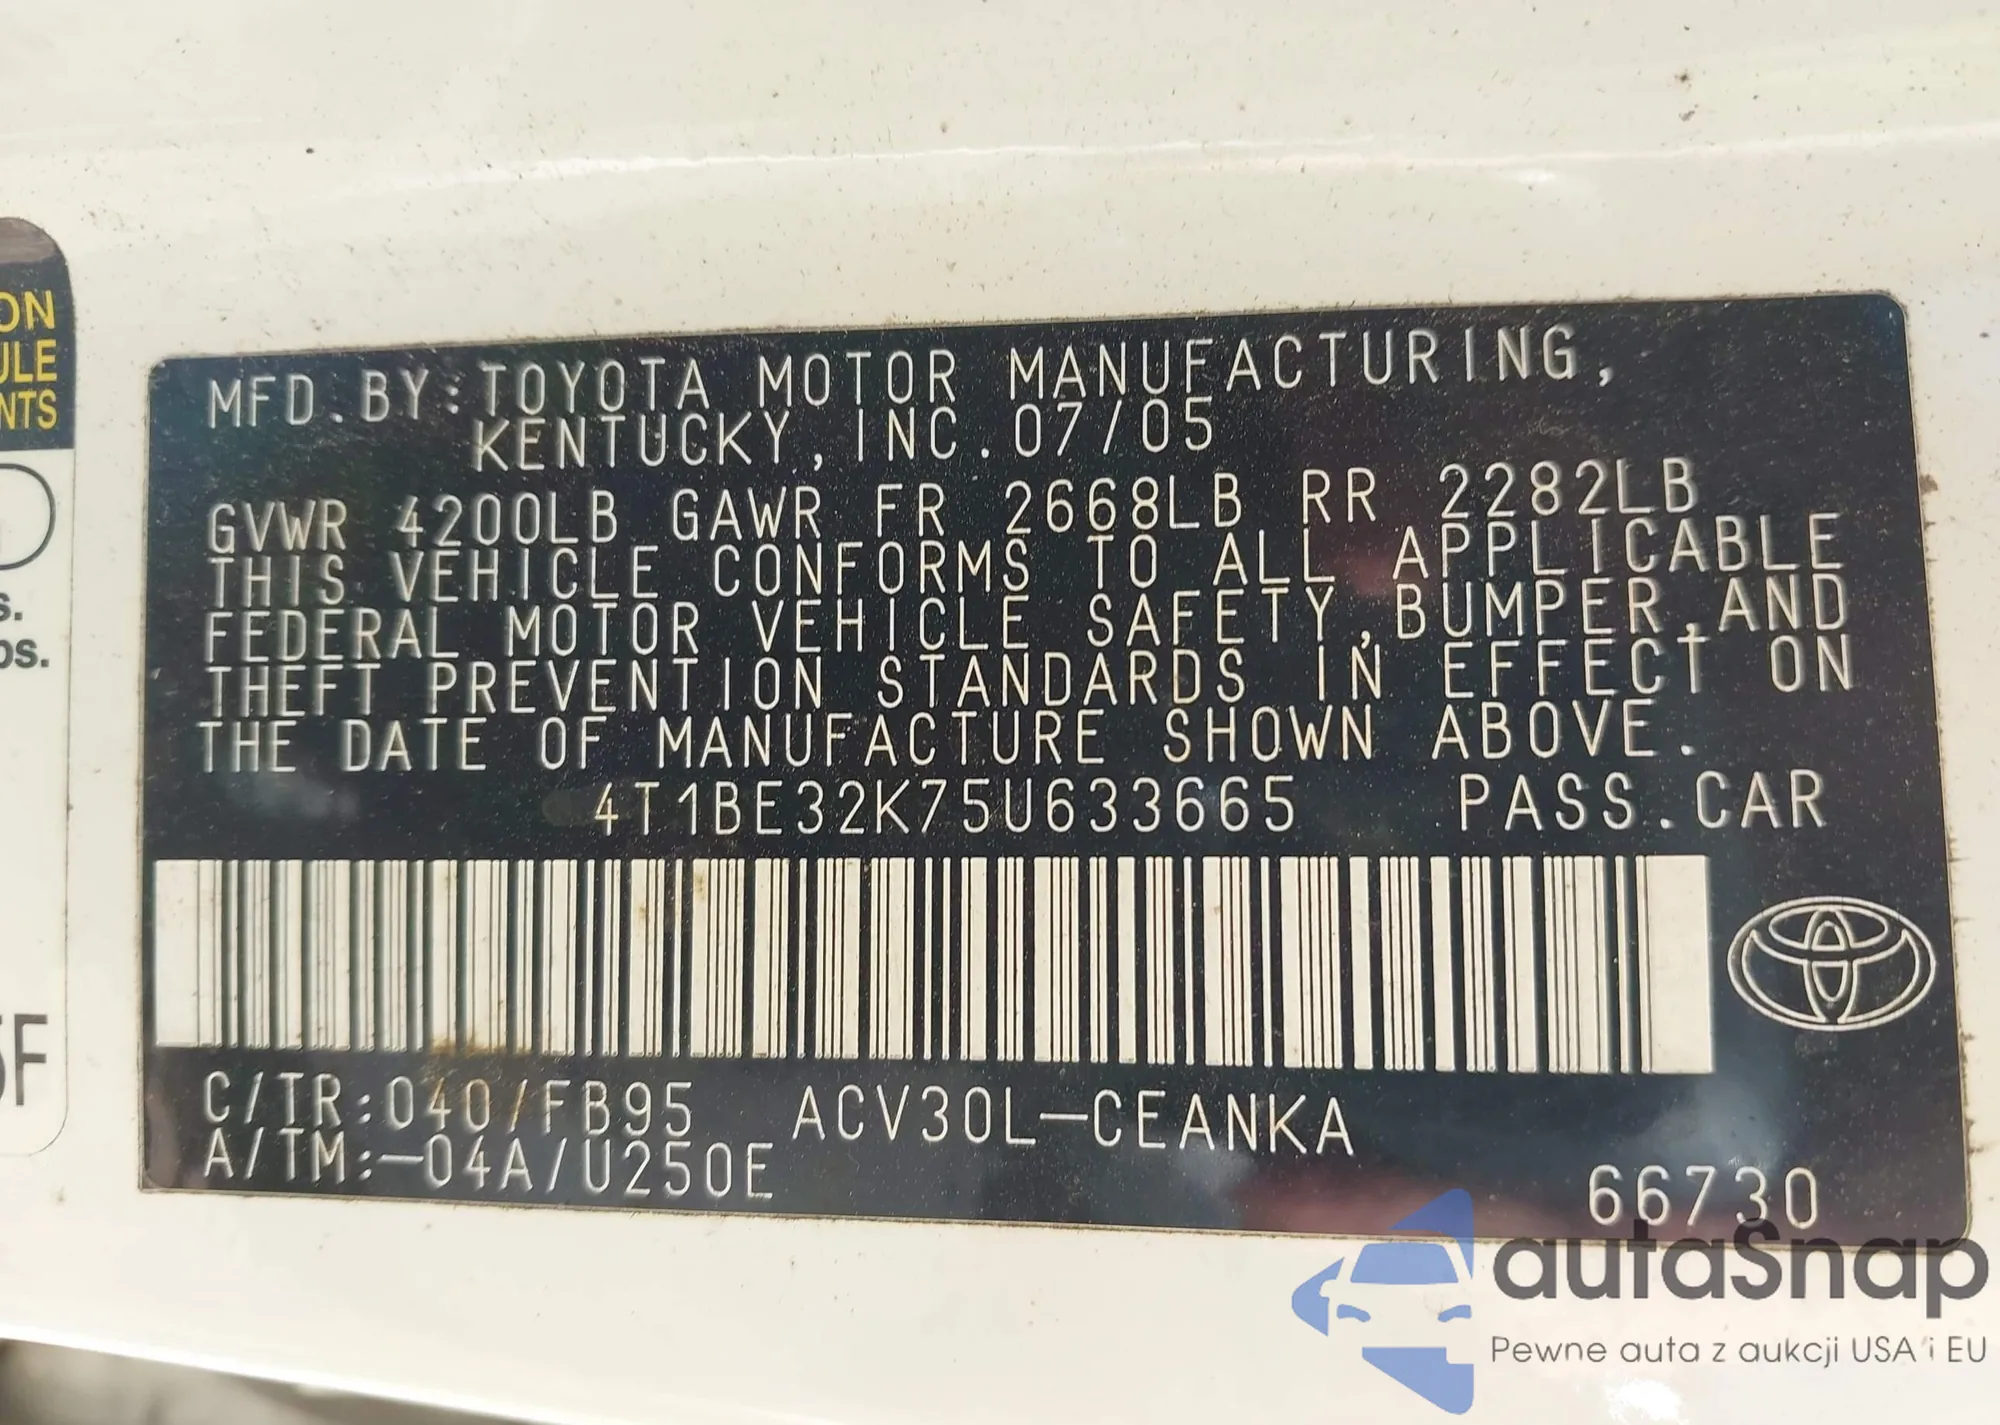 ON
ULE
NTS
s.
os.
5F
MFD.BY:TOYOTA MOTOR MANUFACTURING,
KENTUCKY, INC. 07/05
GVWR 4200LB GAWR FR 2668LB RR 2282LB
THIS VEHICLE CONFORMS TO ALL APPLICABLE
FEDERAL MOTOR VEHICLE SAFETY,BUMPER,AND
THEFT PREVENTION STANDARDS IN EFFECT ON
THE DATE OF MANUFACTURE SHOWN ABOVE.
4T1BE32K75U633665 PASS.CAR
C/TR:040/FB95 ACV30L-CEANKA
A/TM:-04A/U250E
66730
autaSnap
Pewne auta z aukcji USA i EU